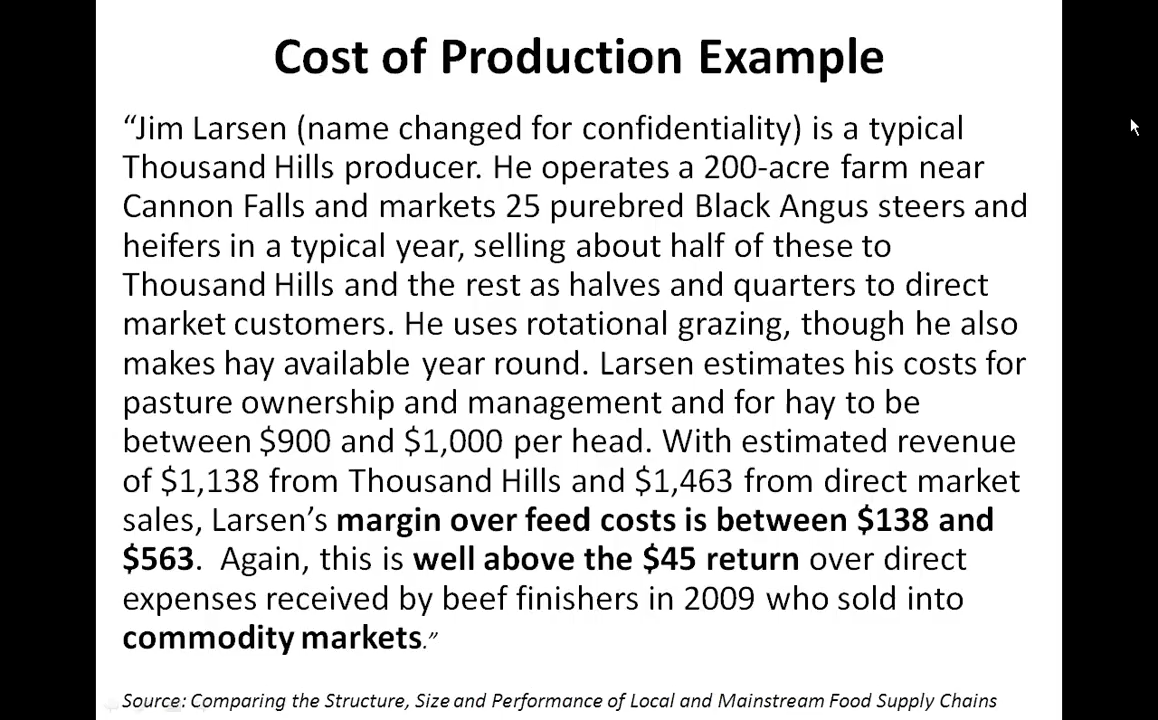 Cost of Production Example
“Jim Larsen (name changed for confidentiality) is a typical
Thousand Hills producer. He operates a 200-acre farm near
Cannon Falls and markets 25 purebred Black Angus steers and
heifers in a typical year, selling about half of these to
Thousand Hills and the rest as halves and quarters to direct
market customers. He uses rotational grazing, though he also
makes hay available year round. Larsen estimates his costs for
pasture ownership and management and for hay to be
between $900 and $1,000 per head. With estimated revenue
of $1,138 from Thousand Hills and $1,463 from direct market
sales, Larsen’s margin over feed costs is between $138 and
$563.  Again, this is well above the $45 return over direct
expenses received by beef finishers in 2009 who sold into
commodity markets.”
Source: Comparing the Structure, Size and Performance of Local and Mainstream Food Supply Chains